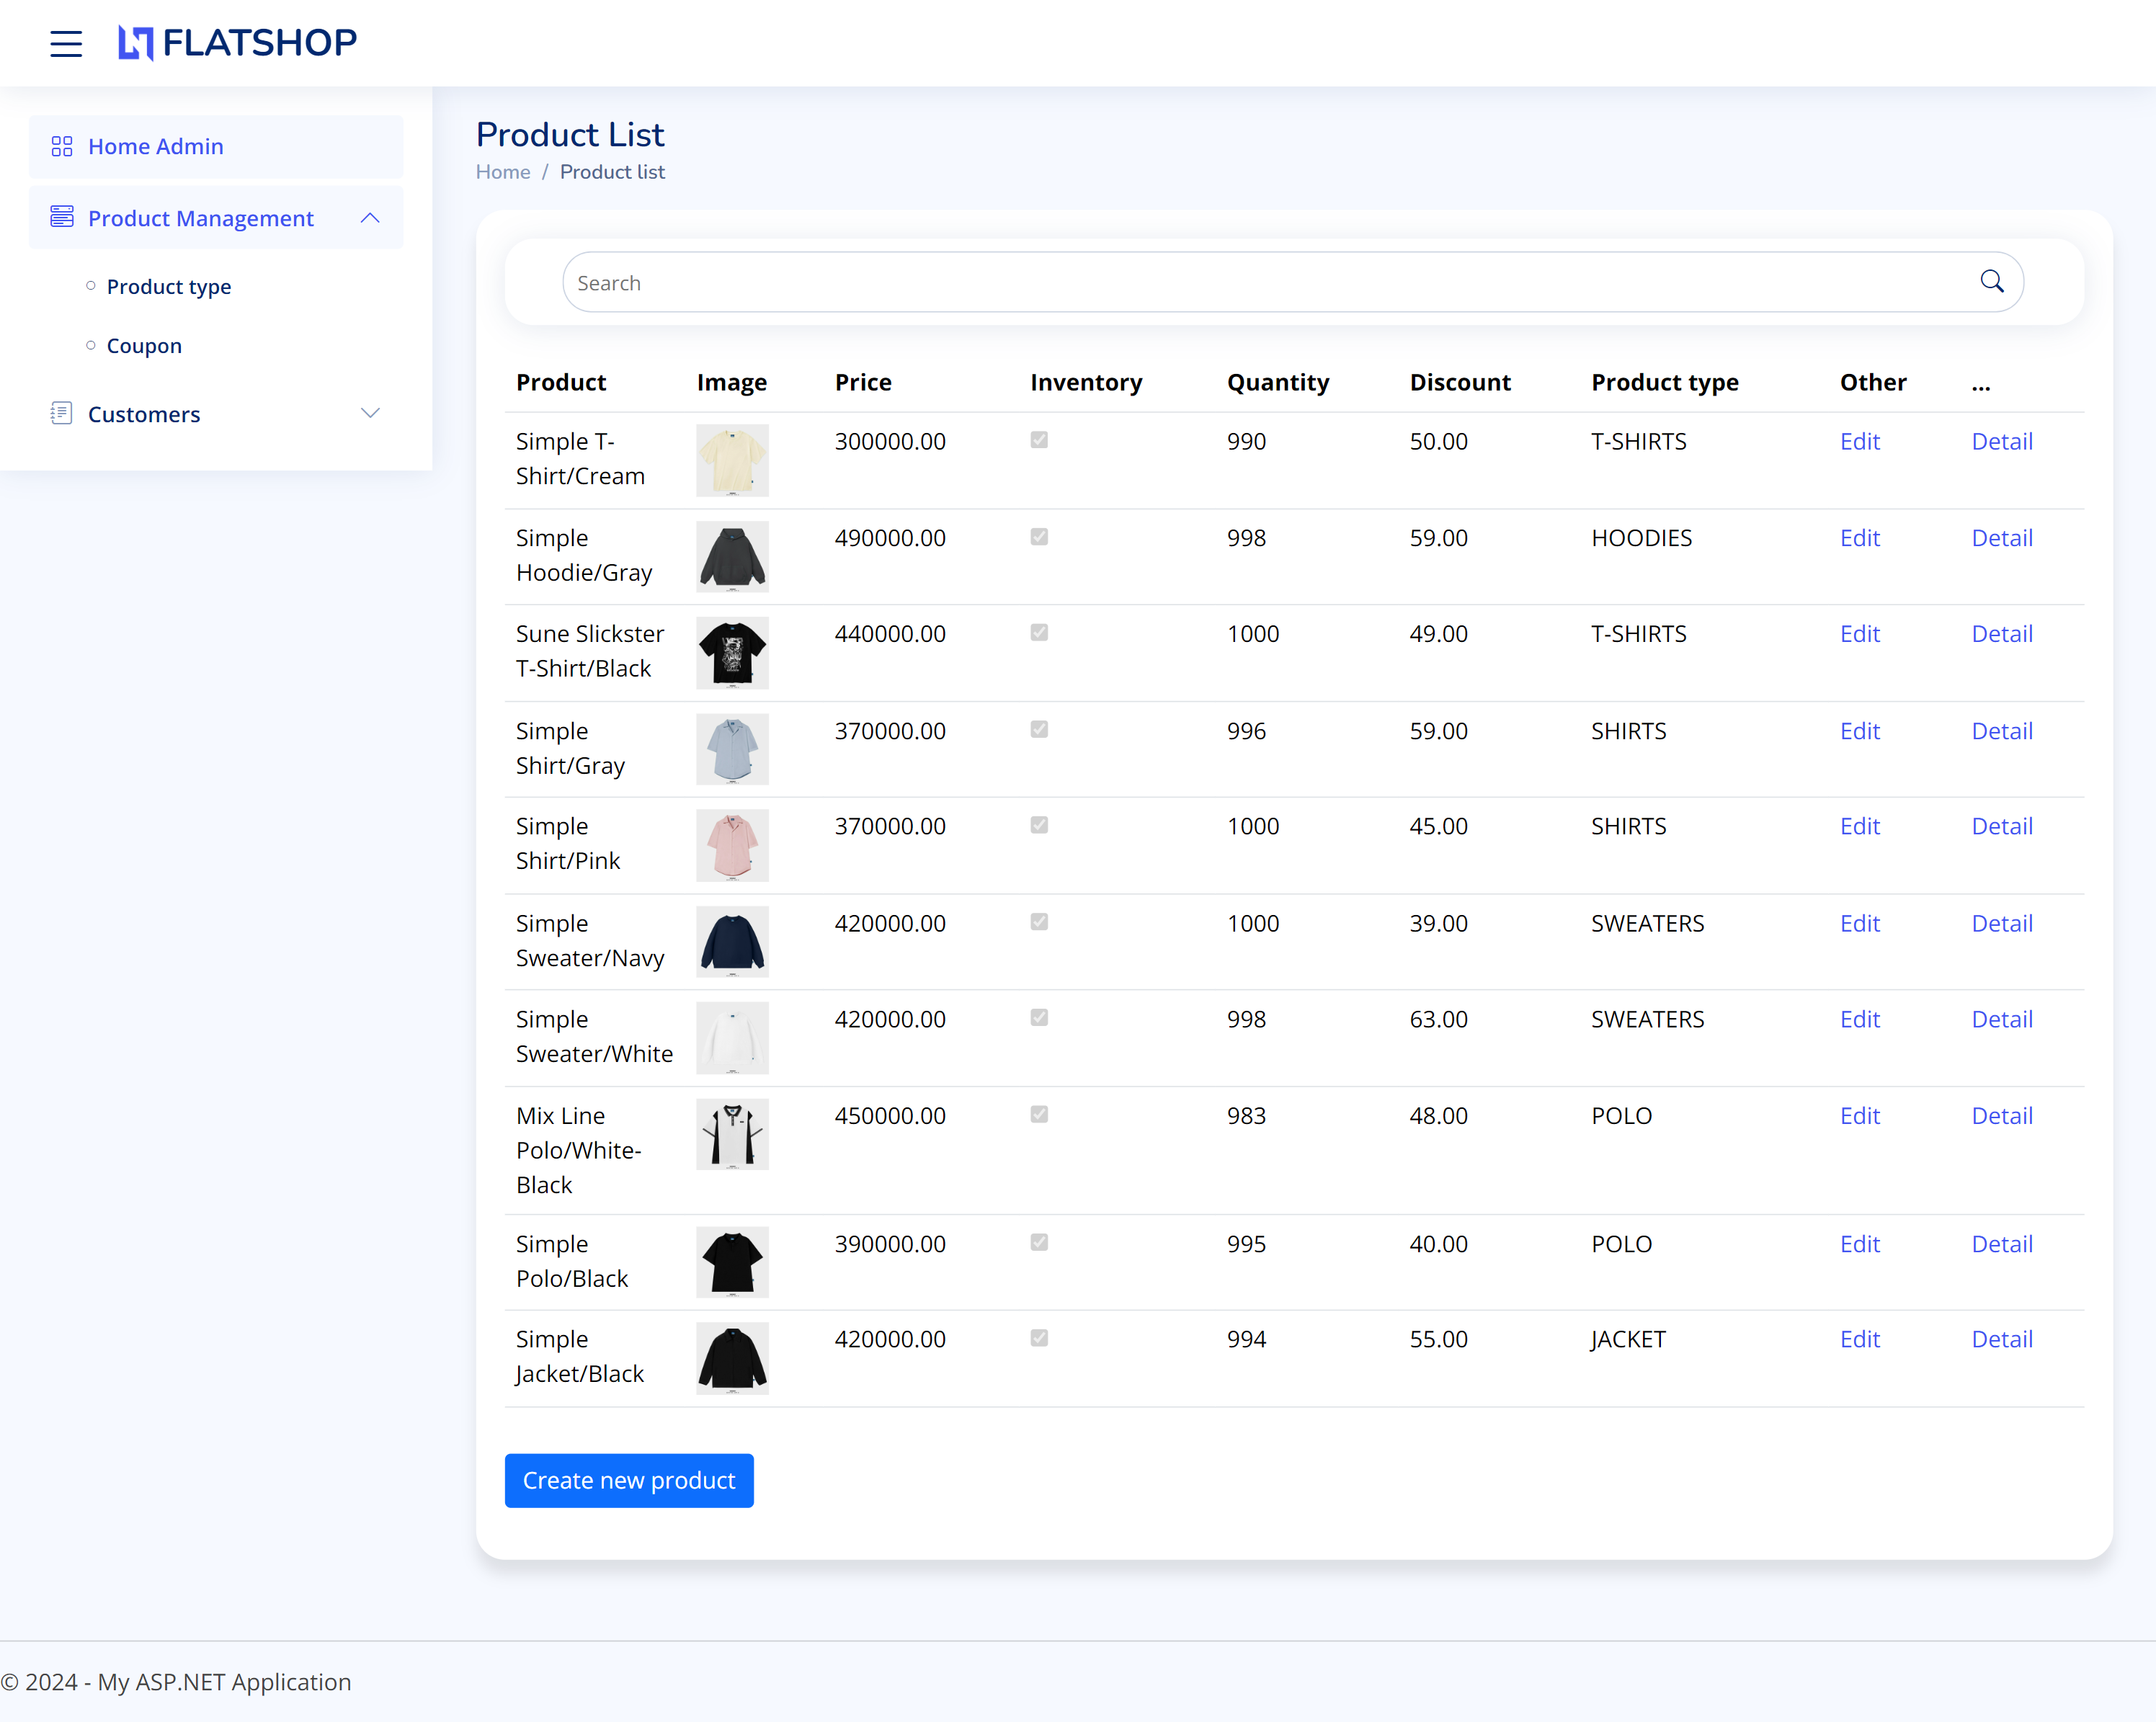 FLATSHOP
Home Admin
Product Management
Product type
Coupon
Customers
Product List
Home / Product list
Search
Product Image Price Inventory Quantity Discount Product type Other ...
Simple T-
Shirt/Cream
300000.00 990 50.00 T-SHIRTS Edit Detail
Simple
Hoodie/Gray
490000.00 998 59.00 HOODIES Edit Detail
Sune Slickster
T-Shirt/Black
440000.00 1000 49.00 T-SHIRTS Edit Detail
Simple
Shirt/Gray
370000.00 996 59.00 SHIRTS Edit Detail
Simple
Shirt/Pink
370000.00 1000 45.00 SHIRTS Edit Detail
Simple
Sweater/Navy
420000.00 1000 39.00 SWEATERS Edit Detail
Simple
Sweater/White
420000.00 998 63.00 SWEATERS Edit Detail
Mix Line
Polo/White-
Black
450000.00 983 48.00 POLO Edit Detail
Simple
Polo/Black
390000.00 995 40.00 POLO Edit Detail
Simple
Jacket/Black
420000.00 994 55.00 JACKET Edit Detail
Create new product
© 2024 - My ASP.NET Application